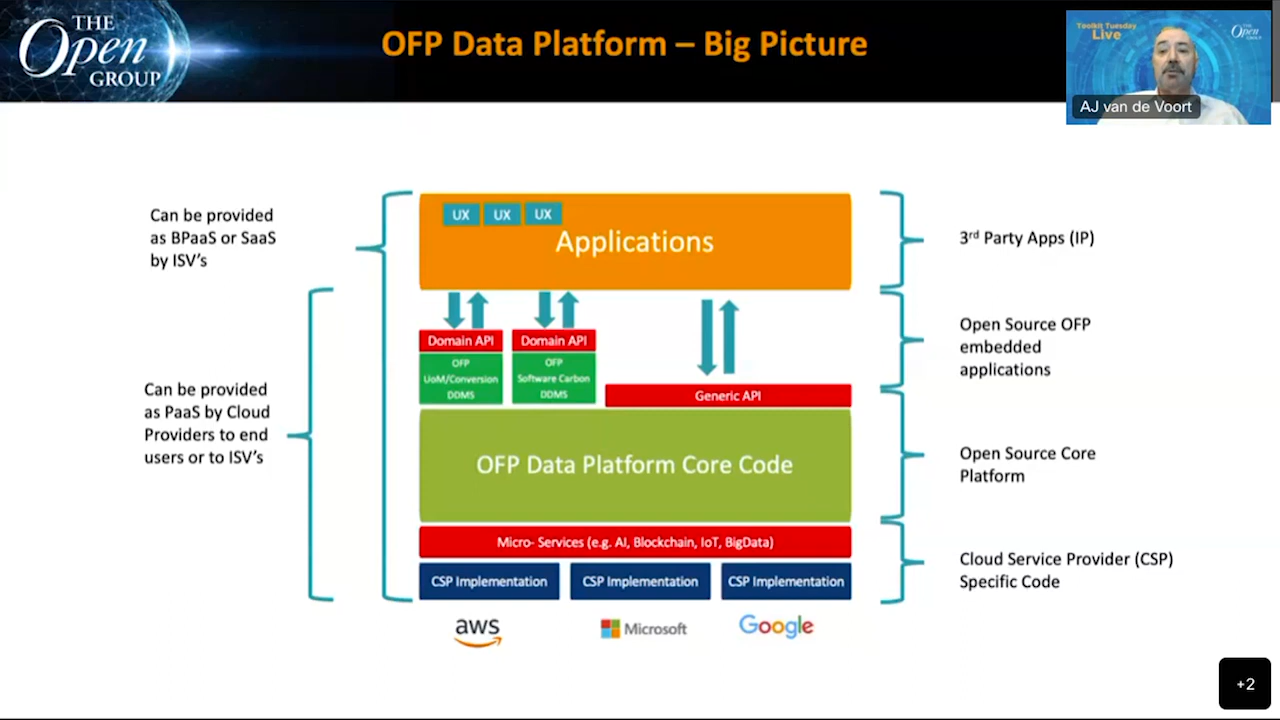 THE
Open
GROUP
OFP Data Platform – Big Picture
Toolkit Tuesday
Live
THE
Open
GROUP
AJ van de Voort
Can be provided
as BPaaS or SaaS
by ISV's
Can be provided
as PaaS by Cloud
Providers to end
users or to ISV's
UX UX UX
Applications
Domain API
OFP
UoM/Conversion
DDMS
Domain API
OFP
Software Carbon
DDMS
Generic API
OFP Data Platform Core Code
Micro- Services (e.g. AI, Blockchain, IoT, BigData)
CSP Implementation
CSP Implementation
CSP Implementation
aws
Microsoft
Google
3rd Party Apps (IP)
Open Source OFP
embedded
applications
Open Source Core
Platform
Cloud Service Provider (CSP)
Specific Code
+2